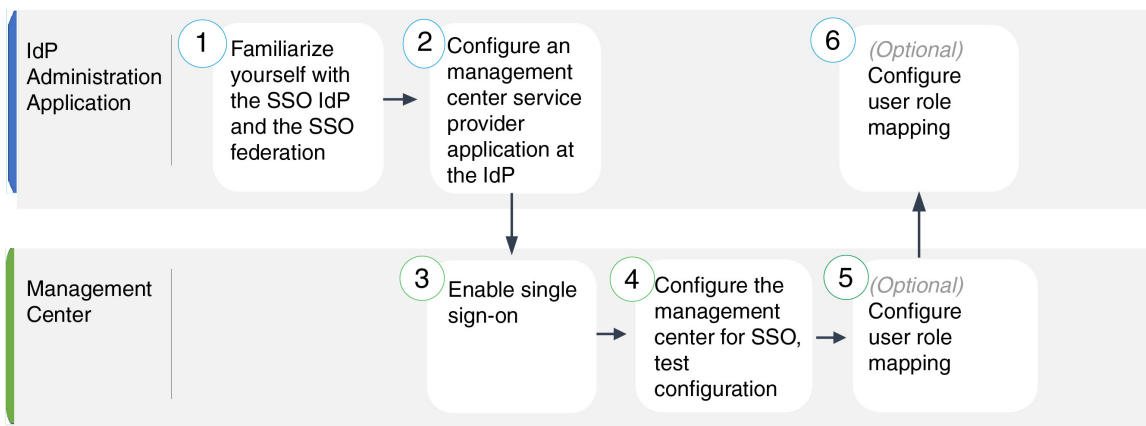 IdP
Administration
Application
1
Familiarize
yourself with
the SSO IdP
and the SSO
federation
2
Configure an
management
center service
provider
application at
the IdP
6
(Optional)
Configure
user role
mapping
Management
Center
3
Enable single
sign-on
4
Configure the
management
center for SSO,
test
configuration
5
(Optional)
Configure
user role
mapping